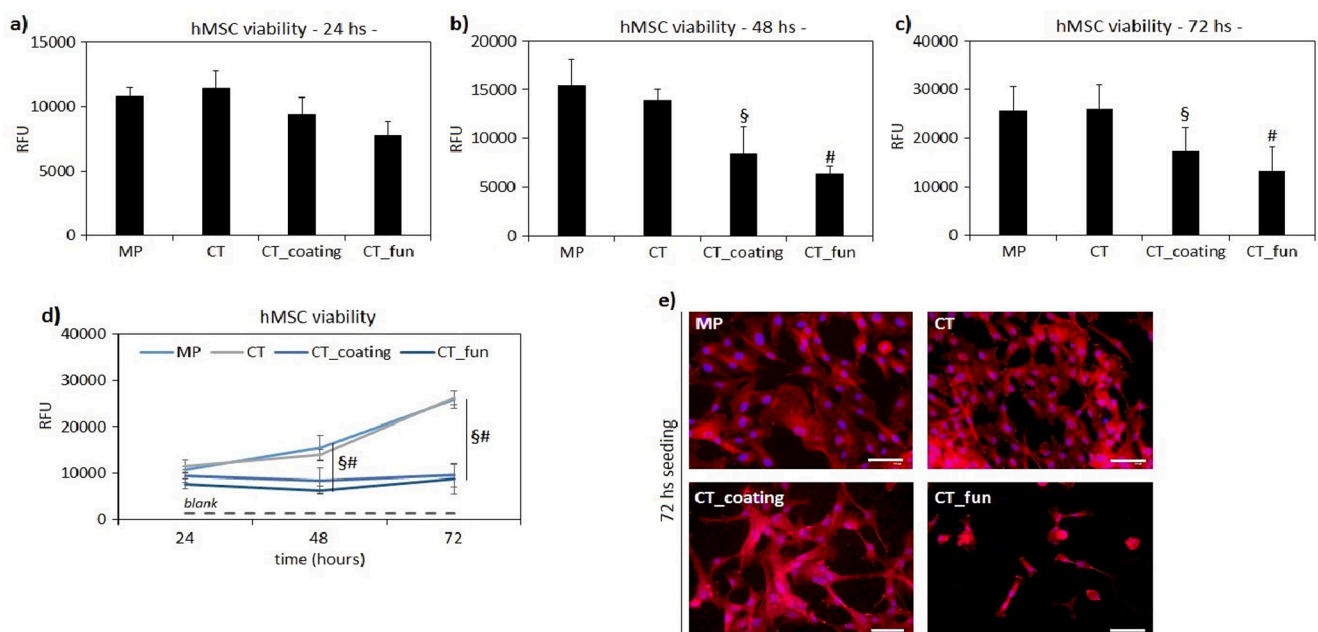 a)
hMSC viability - 24 hs -
15000
10000
5000
0
RFU
MP CT CT_coating CT_fun
b)
hMSC viability - 48 hs -
20000
15000
10000
5000
0
RFU
§
#
MP CT CT_coating CT_fun
c)
hMSC viability - 72 hs -
40000
30000
20000
10000
0
RFU
§
#
MP CT CT_coating CT_fun
d)
hMSC viability
40000
30000
20000
10000
0
RFU
MP CT CT_coating CT_fun
§#
§#
blank
24 48 72
time (hours)
e)
72 hs seeding
MP
CT
CT_coating
CT_fun